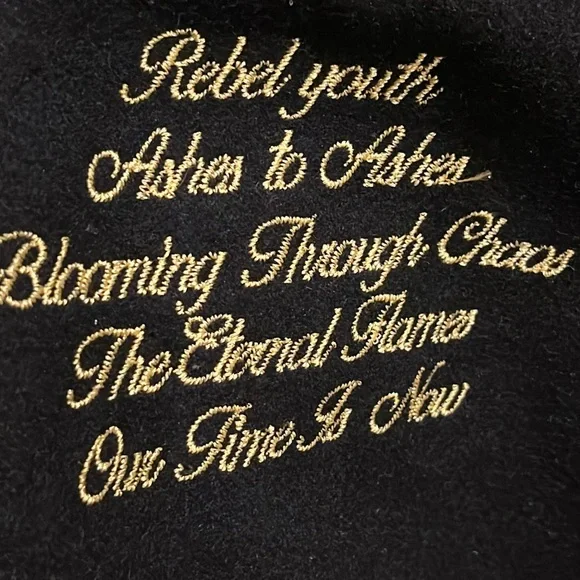 Rebel youth
Ashes to Ashes
Blooming Through Chaos
The Eternal Flames
Our Time Is Now